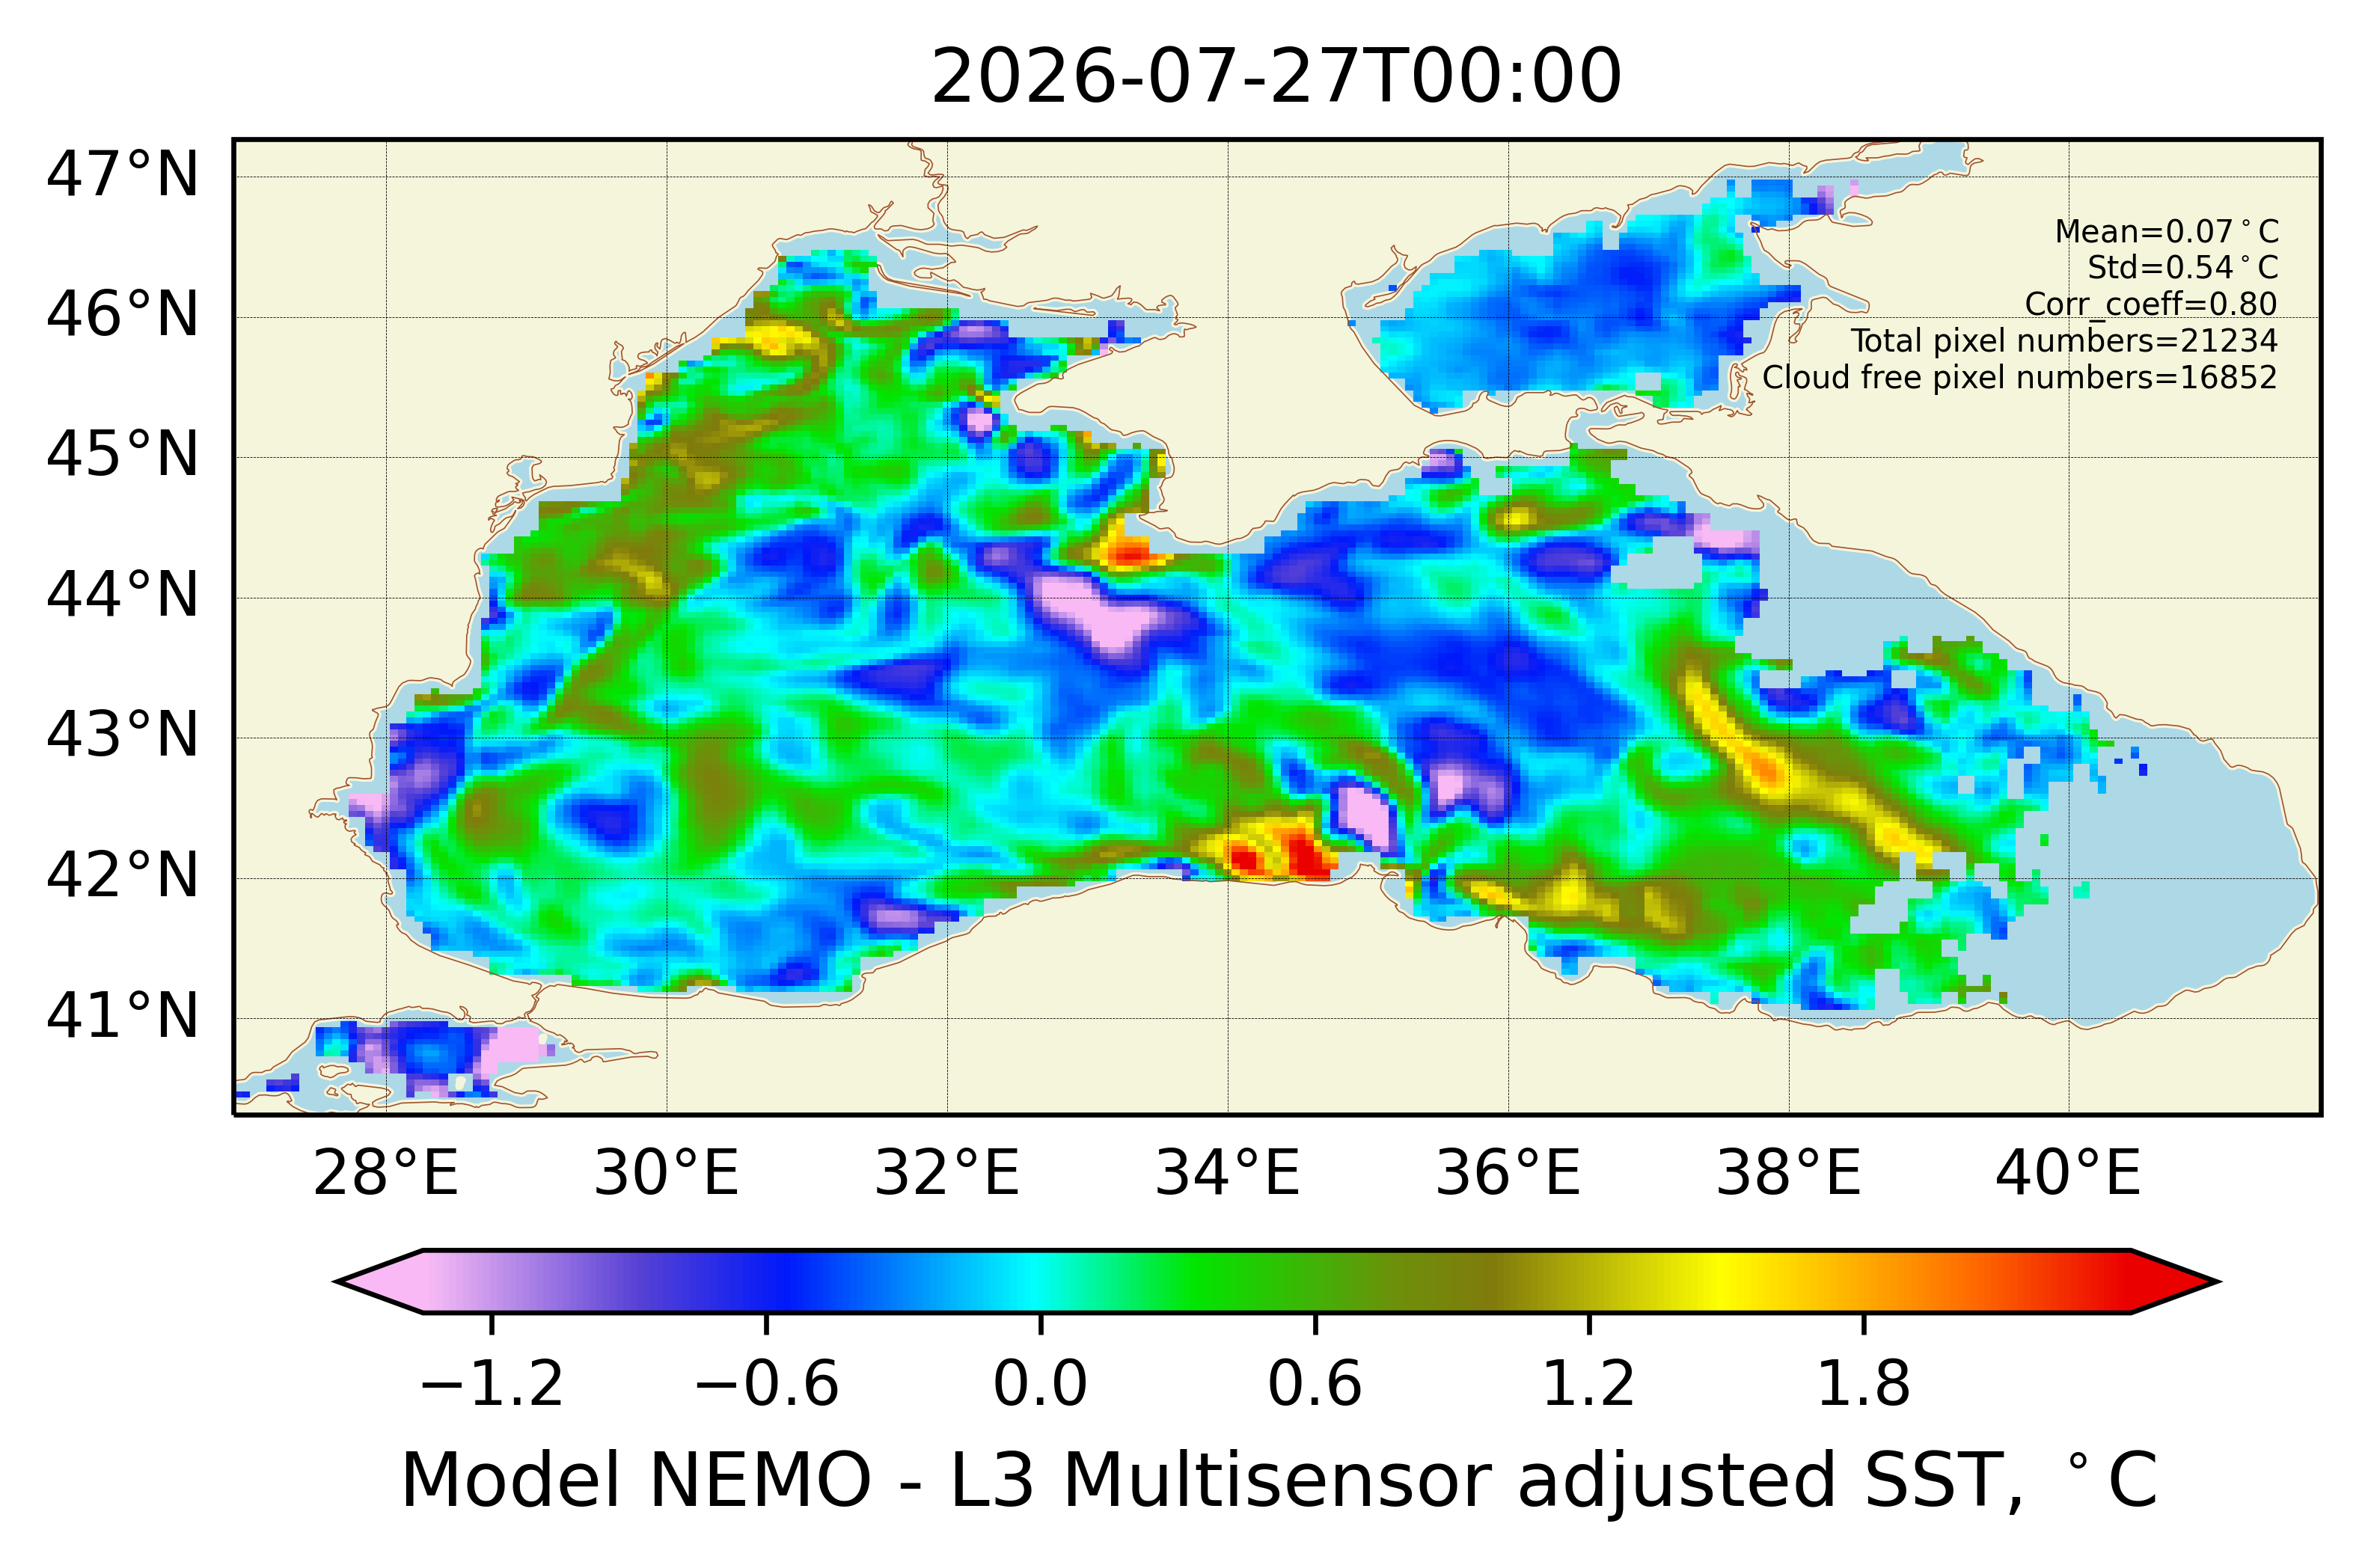 2026-07-27T00:00
47°N
46°N
45°N
44°N
43°N
42°N
41°N
Mean=0.07°C
Std=0.54°C
Corr_coeff=0.80
Total pixel numbers=21234
Cloud free pixel numbers=16852
28°E 30°E 32°E 34°E 36°E 38°E 40°E
−1.2 −0.6 0.0 0.6 1.2 1.8
Model NEMO - L3 Multisensor adjusted SST, °C